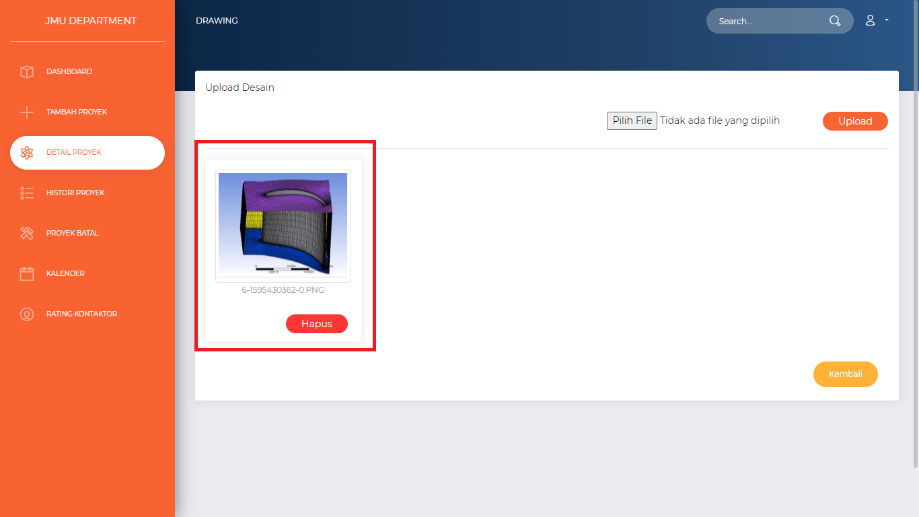 JMU DEPARTMENT
DRAWING
Search...
DASHBOARD
TAMBAH PROYEK
DETAIL PROYEK
HISTORI PROYEK
PROYEK BATAL
KALENDER
RATING KONTAKTOR
Upload Desain
Pilih File Tidak ada file yang dipilih
Upload
6-1595430362-0.PNG
Hapus
Kembali